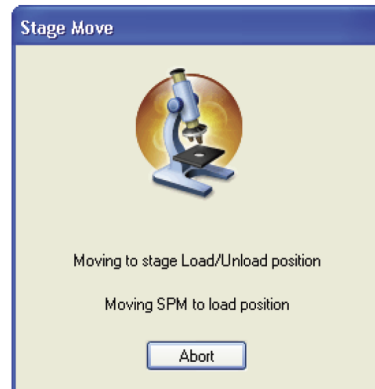 Stage Move
Moving to stage Load/Unload position
Moving SPM to load position
Abort